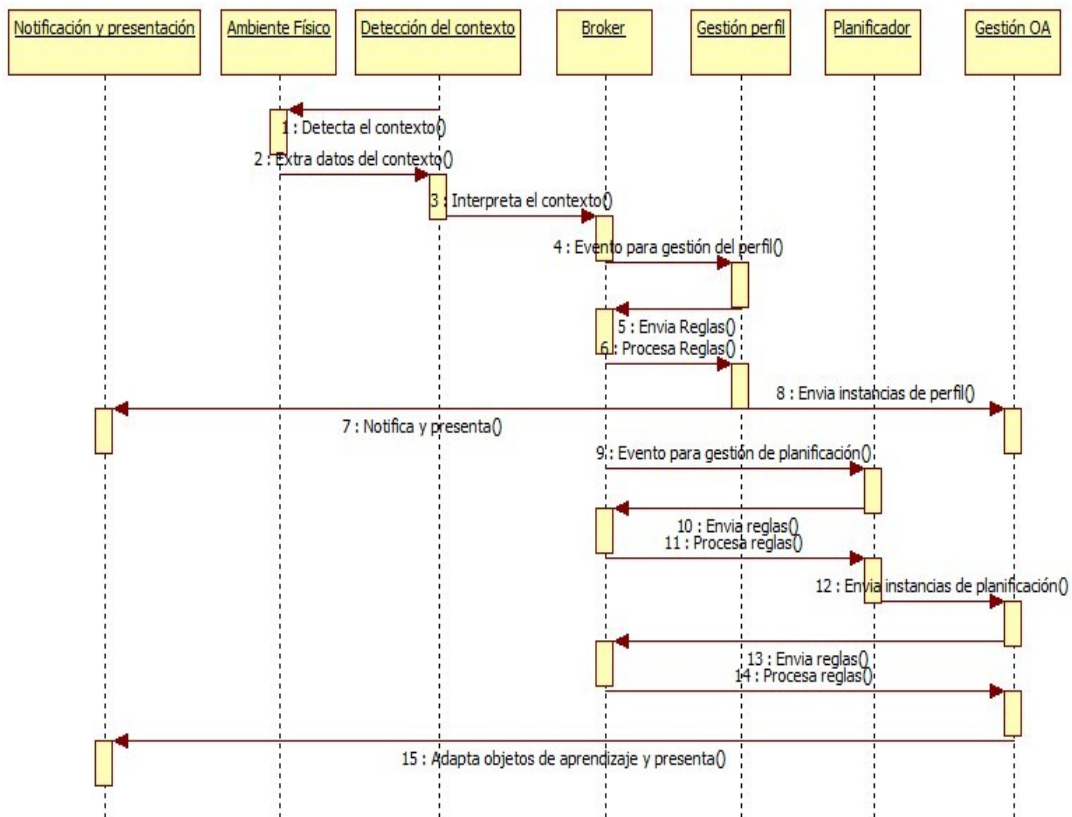 Notificación y presentación
Ambiente Físico
Detección del contexto
Broker
Gestión perfil
Planificador
Gestión OA
1 : Detecta el contexto()
2 : Extra datos del contexto()
3 : Interpreta el contexto()
4 : Evento para gestión del perfil()
5 : Envia Reglas()
6 : Procesa Reglas()
8 : Envia instancias de perfil()
7 : Notifica y presenta()
9 : Evento para gestión de planificación()
10 : Envia reglas()
11 : Procesa reglas()
12 : Envia instancias de planificación()
13 : Envia reglas()
14 : Procesa reglas()
15 : Adapta objetos de aprendizaje y presenta()